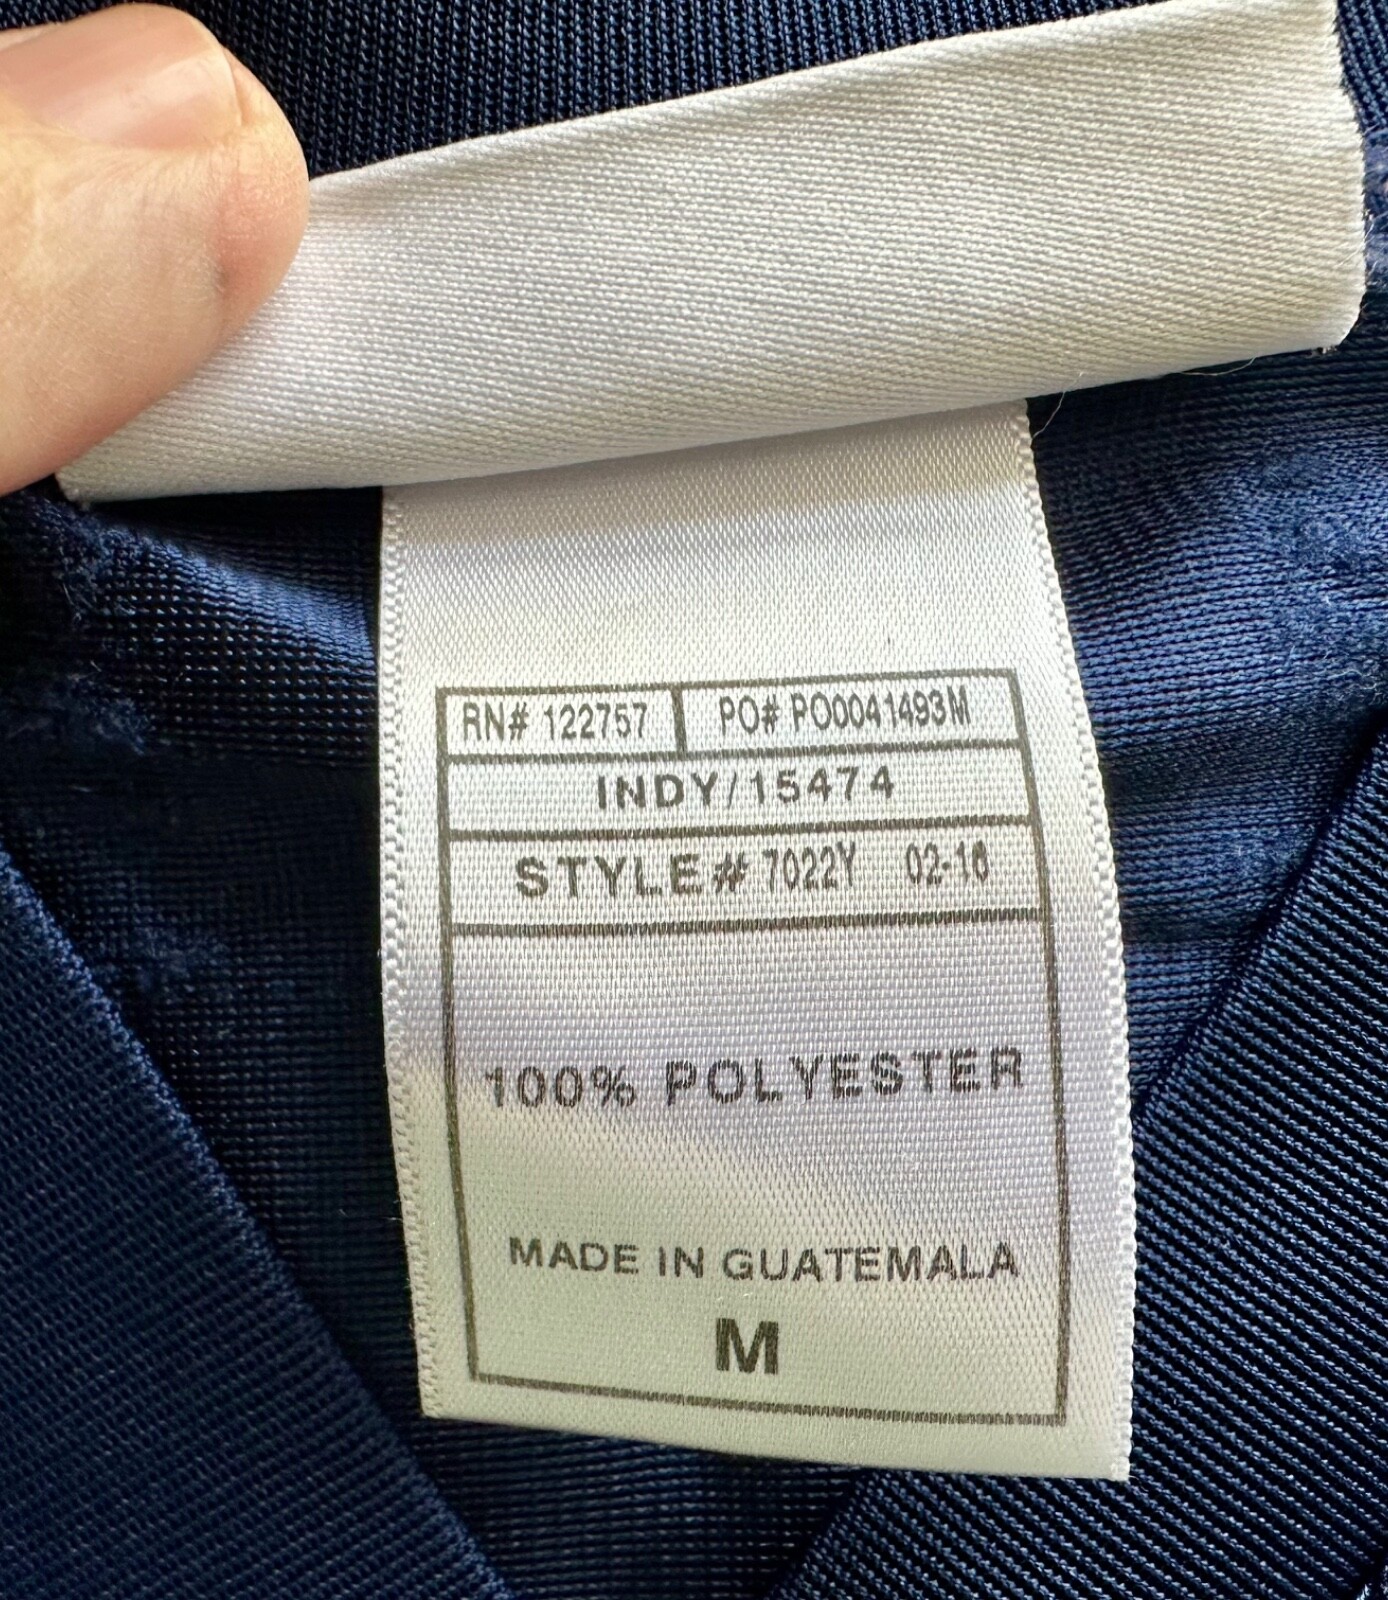 RN# 122757 PO# PO0041493M
INDY/15474
STYLE# 7022Y 02-16
100% POLYESTER
MADE IN GUATEMALA
M